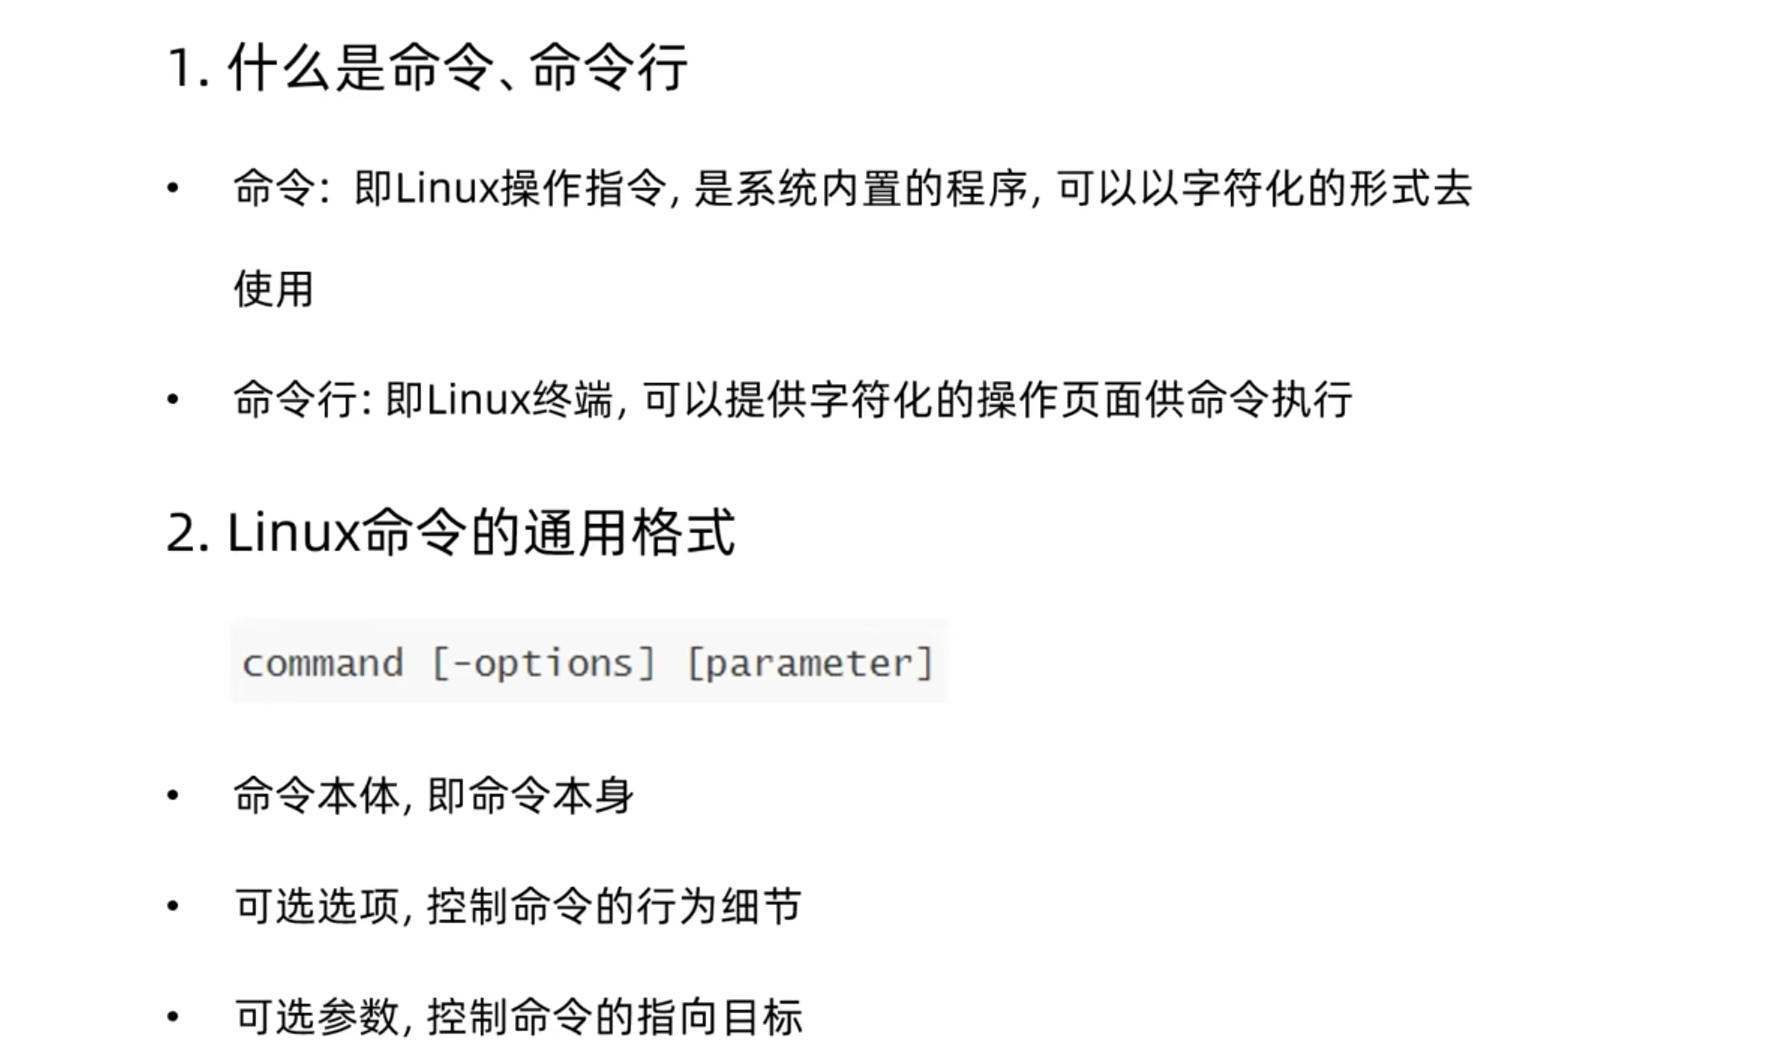 1. 什么是命令、命令行
• 命令：即Linux操作指令, 是系统内置的程序, 可以以字符化的形式去
使用
• 命令行: 即Linux终端, 可以提供字符化的操作页面供命令执行
2. Linux命令的通用格式
command [-options] [parameter]
• 命令本体, 即命令本身
• 可选选项, 控制命令的行为细节
• 可选参数, 控制命令的指向目标